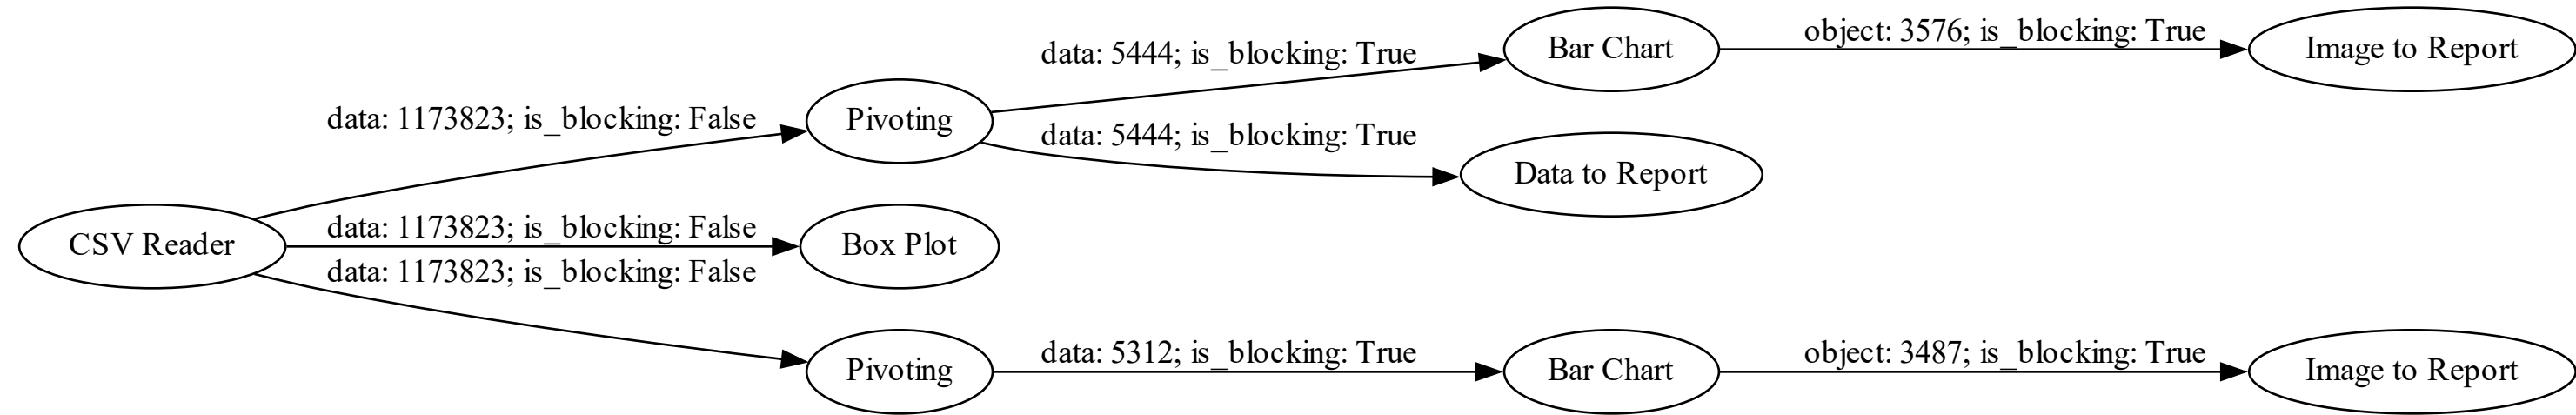 data: 5444; is_blocking: True
Bar Chart
object: 3576; is_blocking: True
Image to Report
data: 1173823; is_blocking: False
Pivoting
data: 5444; is_blocking: True
Data to Report
CSV Reader
data: 1173823; is_blocking: False
Box Plot
data: 1173823; is_blocking: False
Pivoting
data: 5312; is_blocking: True
Bar Chart
object: 3487; is_blocking: True
Image to Report